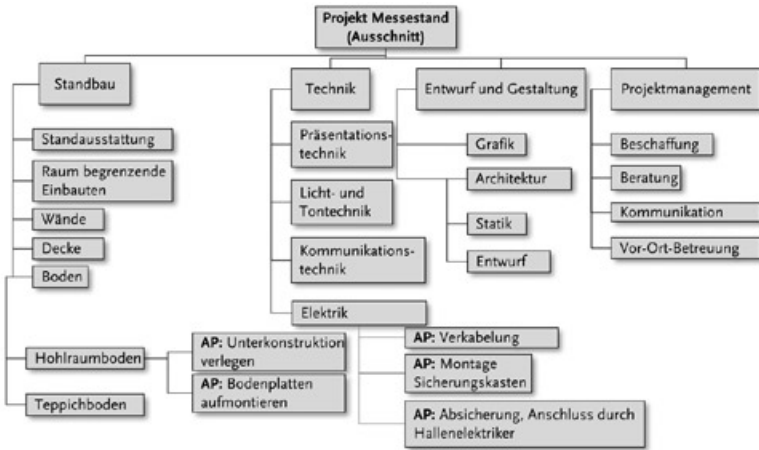 Projekt Messestand
(Ausschnitt)
Standbau
Standausstattung
Raum begrenzende
Einbauten
Wände
Decke
Boden
Hohlraumboden
AP: Unterkonstruktion
verlegen
AP: Bodenplatten
aufmontieren
Teppichboden
Technik
Präsentations-
technik
Licht- und
Tontechnik
Kommunikations-
technik
Elektrik
AP: Verkabelung
AP: Montage
Sicherungskasten
AP: Absicherung, Anschluss durch
Hallenelektriker
Entwurf und Gestaltung
Grafik
Architektur
Statik
Entwurf
Projektmanagement
Beschaffung
Beratung
Kommunikation
Vor-Ort-Betreuung